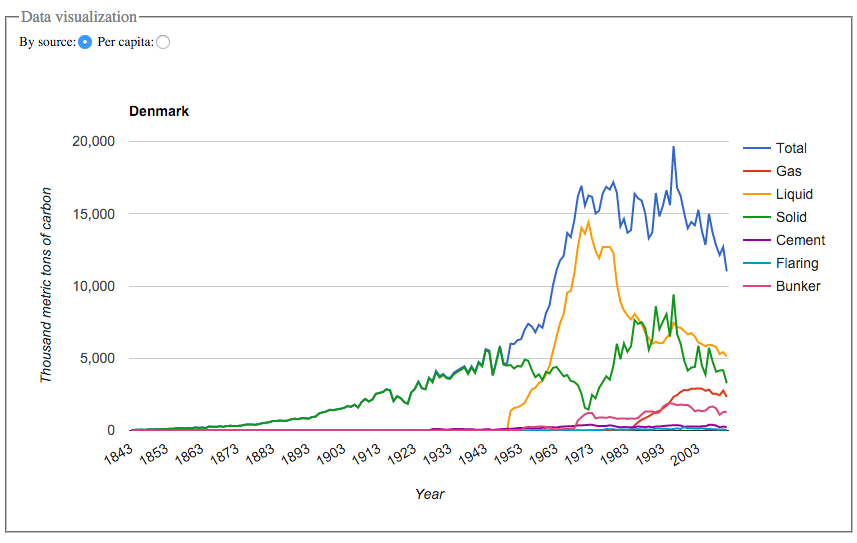 Data visualization
By source: Per capita:
Denmark
Thousand metric tons of carbon
20,000
15,000
10,000
5,000
0
Total
Gas
Liquid
Solid
Cement
Flaring
Bunker
1843 1853 1863 1873 1883 1893 1903 1913 1923 1933 1943 1953 1963 1973 1983 1993 2003
Year